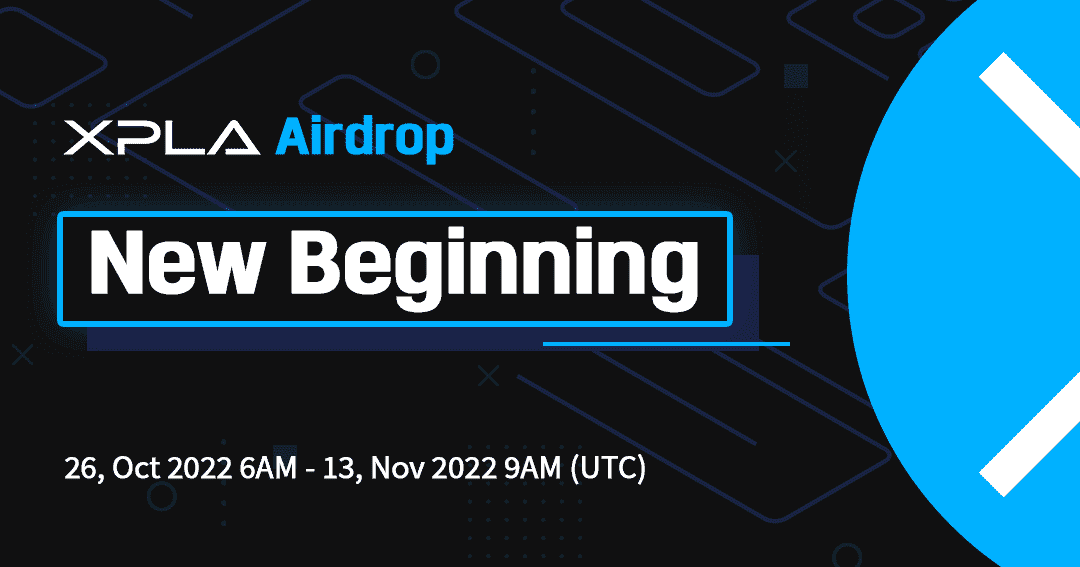 XPLA Airdrop
New Beginning
26, Oct 2022 6AM - 13, Nov 2022 9AM (UTC)